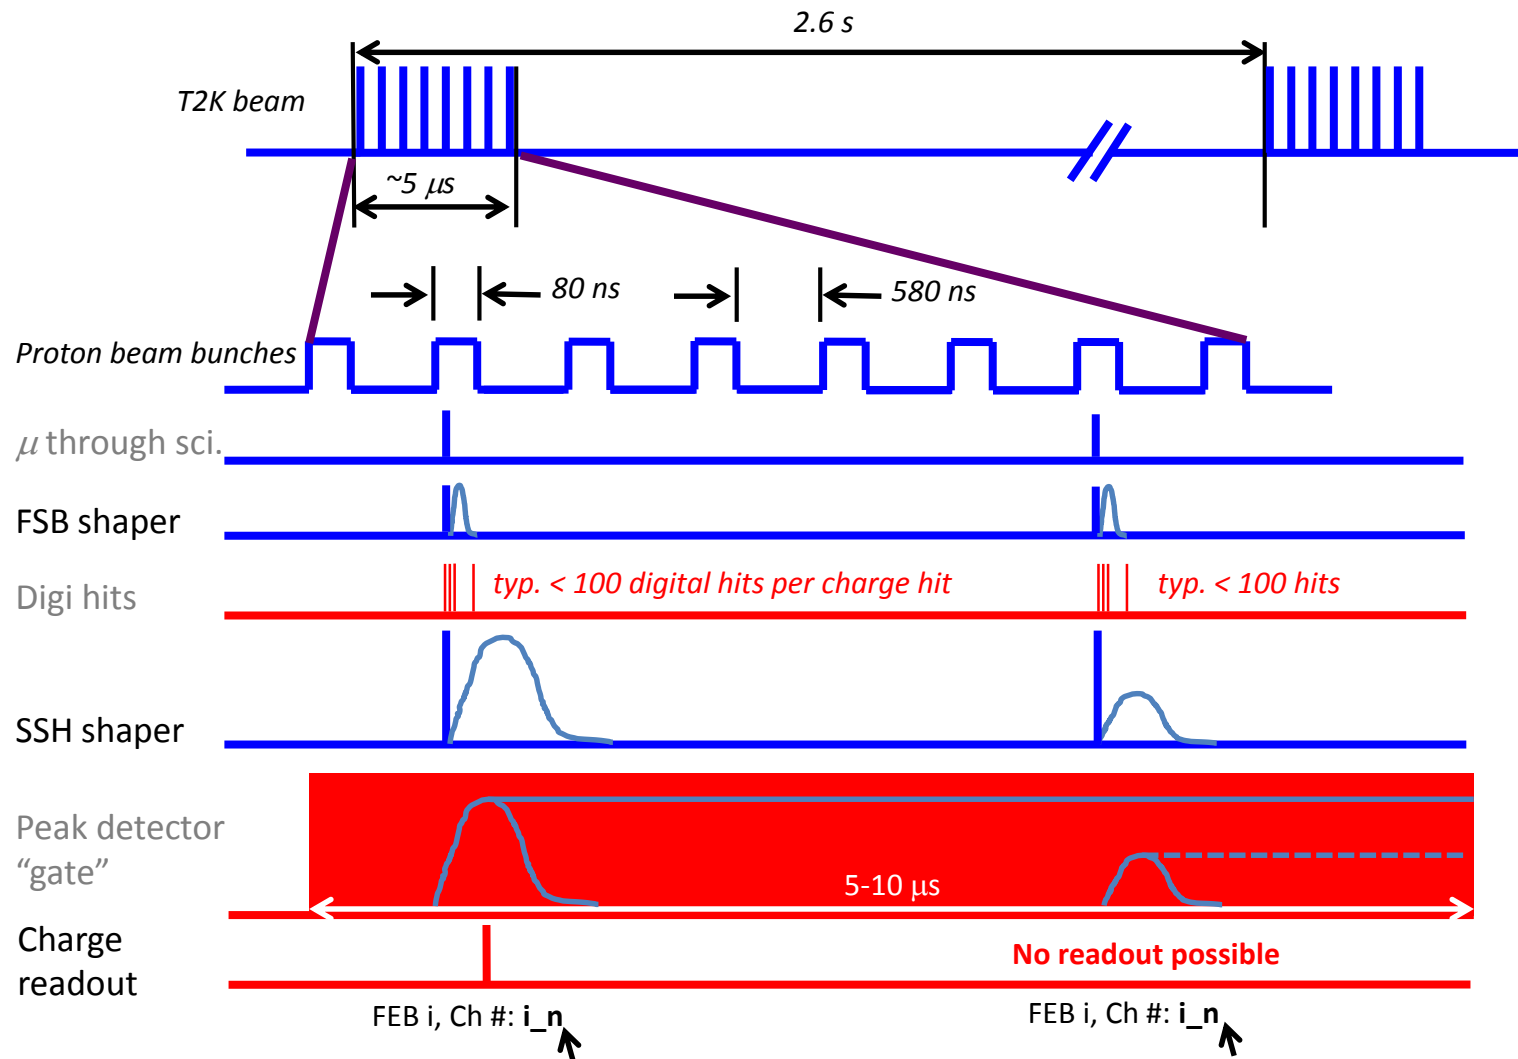 2.6 s
T2K beam
~5 μs
80 ns
580 ns
Proton beam bunches
μ through sci.
FSB shaper
Digi hits
typ. < 100 digital hits per charge hit
typ. < 100 hits
SSH shaper
Peak detector
“gate”
5-10 μs
Charge
readout
No readout possible
FEB i, Ch #: i_n
FEB i, Ch #: i_n